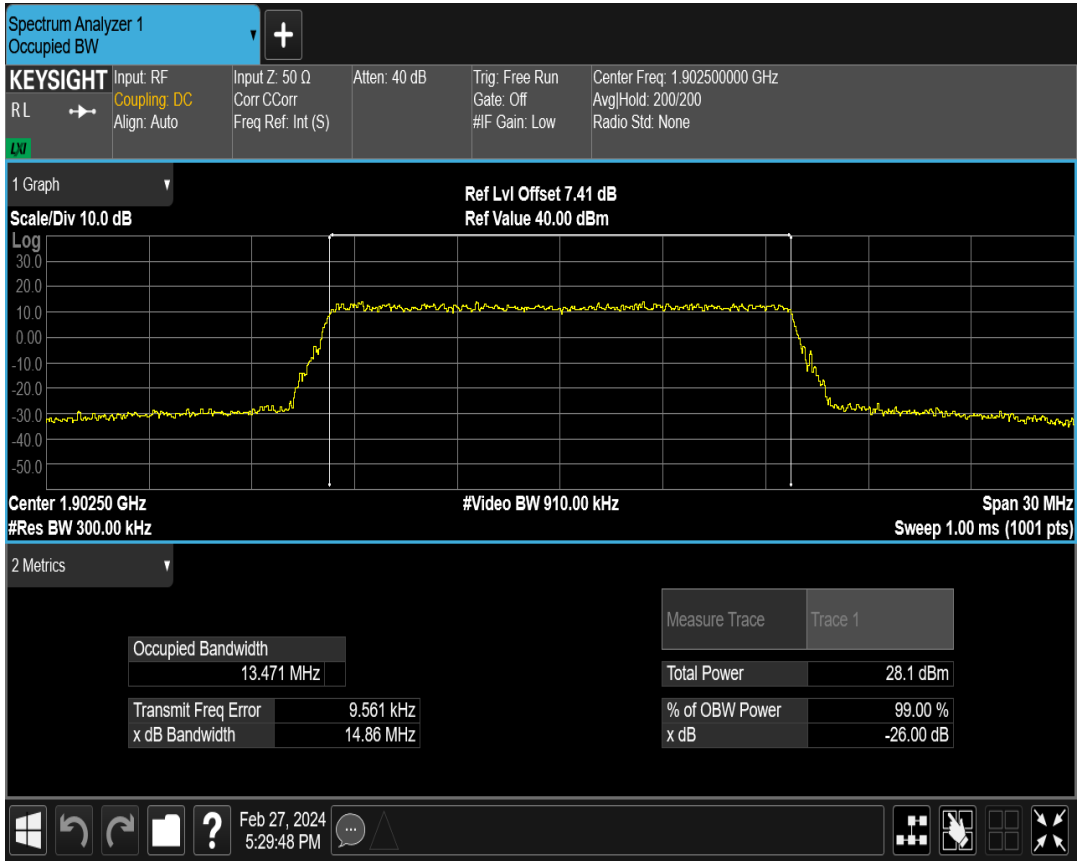 Spectrum Analyzer 1
Occupied BW
KEYSIGHT
RL
LXI
Input: RF
Coupling: DC
Align: Auto
Input Z: 50 Ω
Corr CCorr
Freq Ref: Int (S)
Atten: 40 dB
Trig: Free Run
Gate: Off
#IF Gain: Low
Center Freq: 1.902500000 GHz
Avg|Hold: 200/200
Radio Std: None
1 Graph
Scale/Div 10.0 dB
Ref Lvl Offset 7.41 dB
Ref Value 40.00 dBm
Log
30.0
20.0
10.0
0.00
-10.0
-20.0
-30.0
-40.0
-50.0
Center 1.90250 GHz
#Video BW 910.00 kHz
Span 30 MHz
#Res BW 300.00 kHz
Sweep 1.00 ms (1001 pts)
2 Metrics
Measure Trace Trace 1
Occupied Bandwidth
13.471 MHz
Total Power 28.1 dBm
Transmit Freq Error 9.561 kHz
% of OBW Power 99.00 %
x dB Bandwidth 14.86 MHz
x dB -26.00 dB
?
Feb 27, 2024
5:29:48 PM